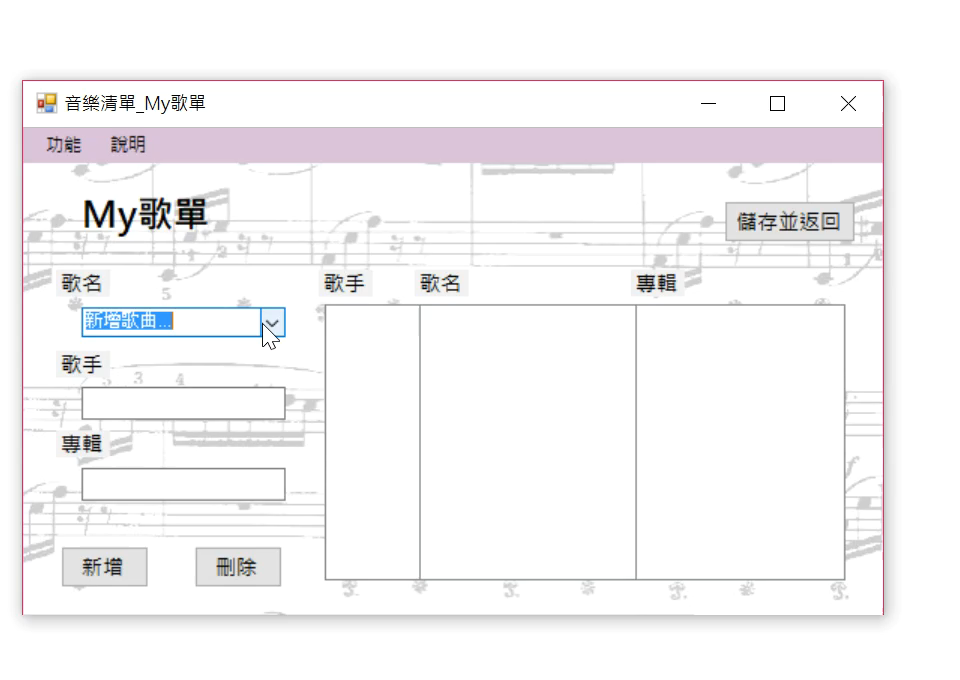 音樂清單_My歌單
功能 說明
My歌單
儲存並返回
歌名
新增歌曲...
歌手
專輯
新增 刪除
歌手 歌名 專輯